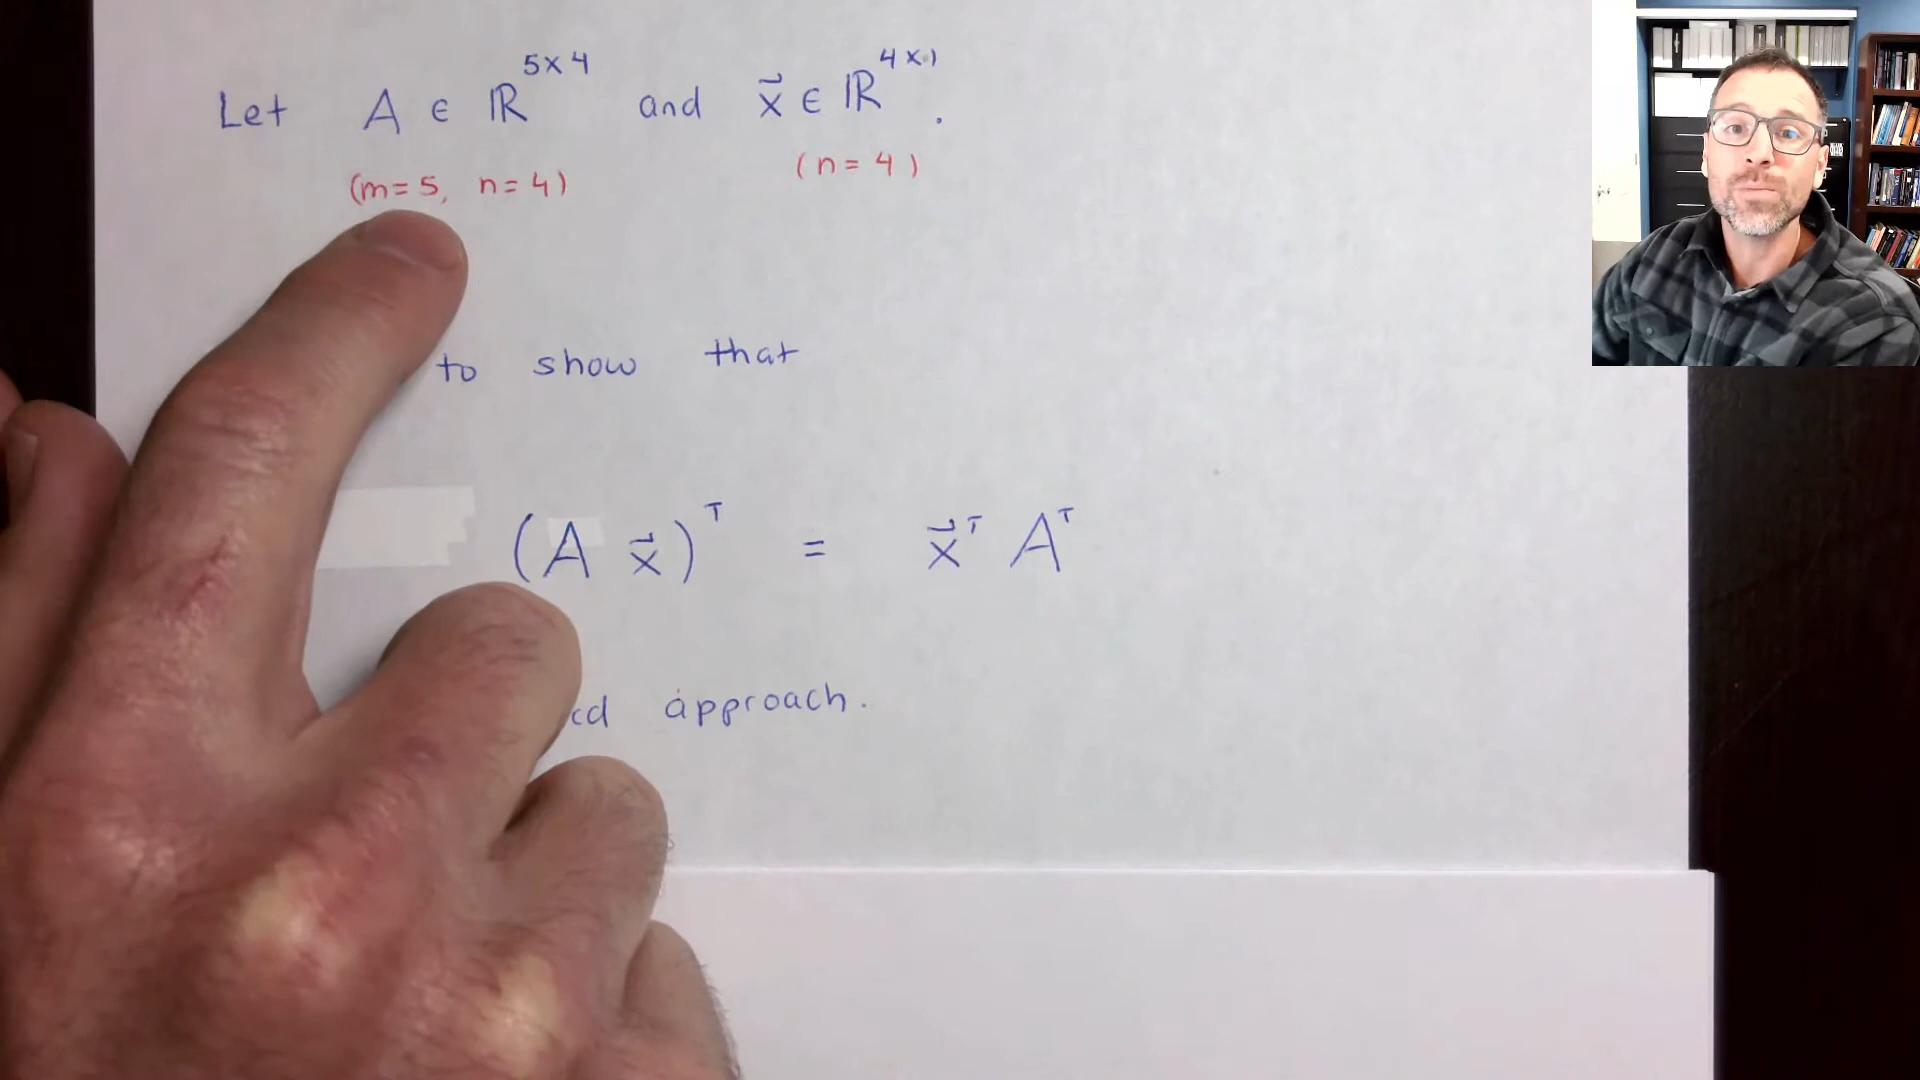 Let A ∈ ℝ^{5×4} and x⃗ ∈ ℝ^{4×1}.
(m=5, n=4) (n=4)
to show that
(A x⃗)^T = x⃗^T A^T
approach.